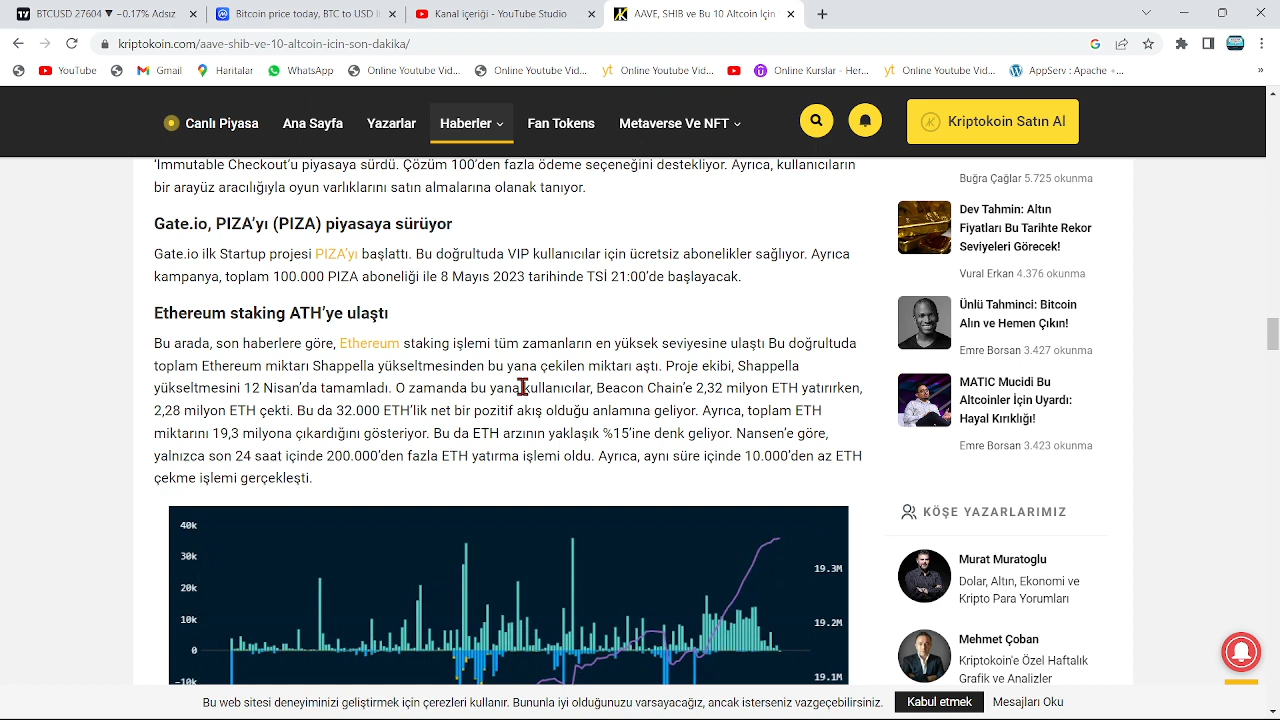 BTCUSD 27604 ▼ −0.17% Adsız
Bitcoin price today, BTC to USD li
Kanal içeriği - YouTube Studio
AAVE, SHIB ve Bu 10 Altcoin İçin
kriptokoin.com/aave-shib-ve-10-altcoin-icin-son-dakika/
YouTube
Gmail
Haritalar
WhatsApp
Online Youtube Vid...
Online Youtube Vid...
Online Youtube Vid...
Online Kurslar - Her...
Online Youtube Vid...
AppServ : Apache +...
»
Canlı Piyasa
Ana Sayfa
Yazarlar
Haberler
Fan Tokens
Metaverse Ve NFT
Kriptokoin Satın Al
'Immutable Checkout'u piyasaya sürdü. Çözüm 100'den fazla ödeme seçeneğini destekliyor. Ayrıca, kullanıcıların
bir arayüz aracılığıyla oyun varlıklarını satın almalarına olanak tanıyor.
Gate.io, PIZA'yı (PIZA) piyasaya sürüyor
Gate.io ilk Startup projesi PIZA'yı başlattı. Bu doğrultuda VIP kullanıcılar için ücretsiz abonelikler sağlıyor. Ayrıca
kampanya, toplam 100.000 PIZA aboneliği ile 8 Mayıs 2023 tarihinde TSİ 21:00'de başlayacak.
Ethereum staking ATH'ye ulaştı
Bu arada, son haberlere göre, Ethereum staking işlemi tüm zamanların en yüksek seviyesine ulaştı Bu doğrultuda
toplam Ethereum miktarı Shappella yükseltmesinden bu yana çekilen miktarı aştı. Proje ekibi, Shappella
yükseltmesini 12 Nisan'da tamamladı. O zamanda bu yana kullanıcılar, Beacon Chain'e 2,32 milyon ETH yatırırken,
2,28 milyon ETH çekti. Bu da 32.000 ETH'lik net bir pozitif akış olduğu anlamına geliyor. Ayrıca, toplam ETH
miktarını 19,3 milyona çıkardığını gösteriyor. Bu da ETH arzının yaklaşık %15'ine denk geliyor. Nansen'e göre,
yalnızca son 24 saat içinde 200.000'den fazla ETH yatırma işlemi oldu. Ayrıca, aynı süre içinde 10.000'den az ETH
çekme işlemi gerçekleşti.
40k
30k
20k
10k
0
−10k
19.3M
19.2M
19.1M
Buğra Çağlar 5.725 okunma
Dev Tahmin: Altın
Fiyatları Bu Tarihte Rekor
Seviyeleri Görecek!
Vural Erkan 4.376 okunma
Ünlü Tahminci: Bitcoin
Alın ve Hemen Çıkın!
Emre Borsan 3.427 okunma
MATIC Mucidi Bu
Altcoinler İçin Uyardı:
Hayal Kırıklığı!
Emre Borsan 3.423 okunma
KÖŞE YAZARLARIMIZ
Murat Muratoglu
Dolar, Altın, Ekonomi ve
Kripto Para Yorumları
Mehmet Çoban
Kriptokoin'e Özel Haftalık
Grafik ve Analizler
Bu site deneyiminizi geliştirmek için çerezleri kullanır. Bununla iyi olduğunuzu varsayacağız, ancak isterseniz vazgeçebilirsiniz.
Kabul etmek
Mesajları Oku